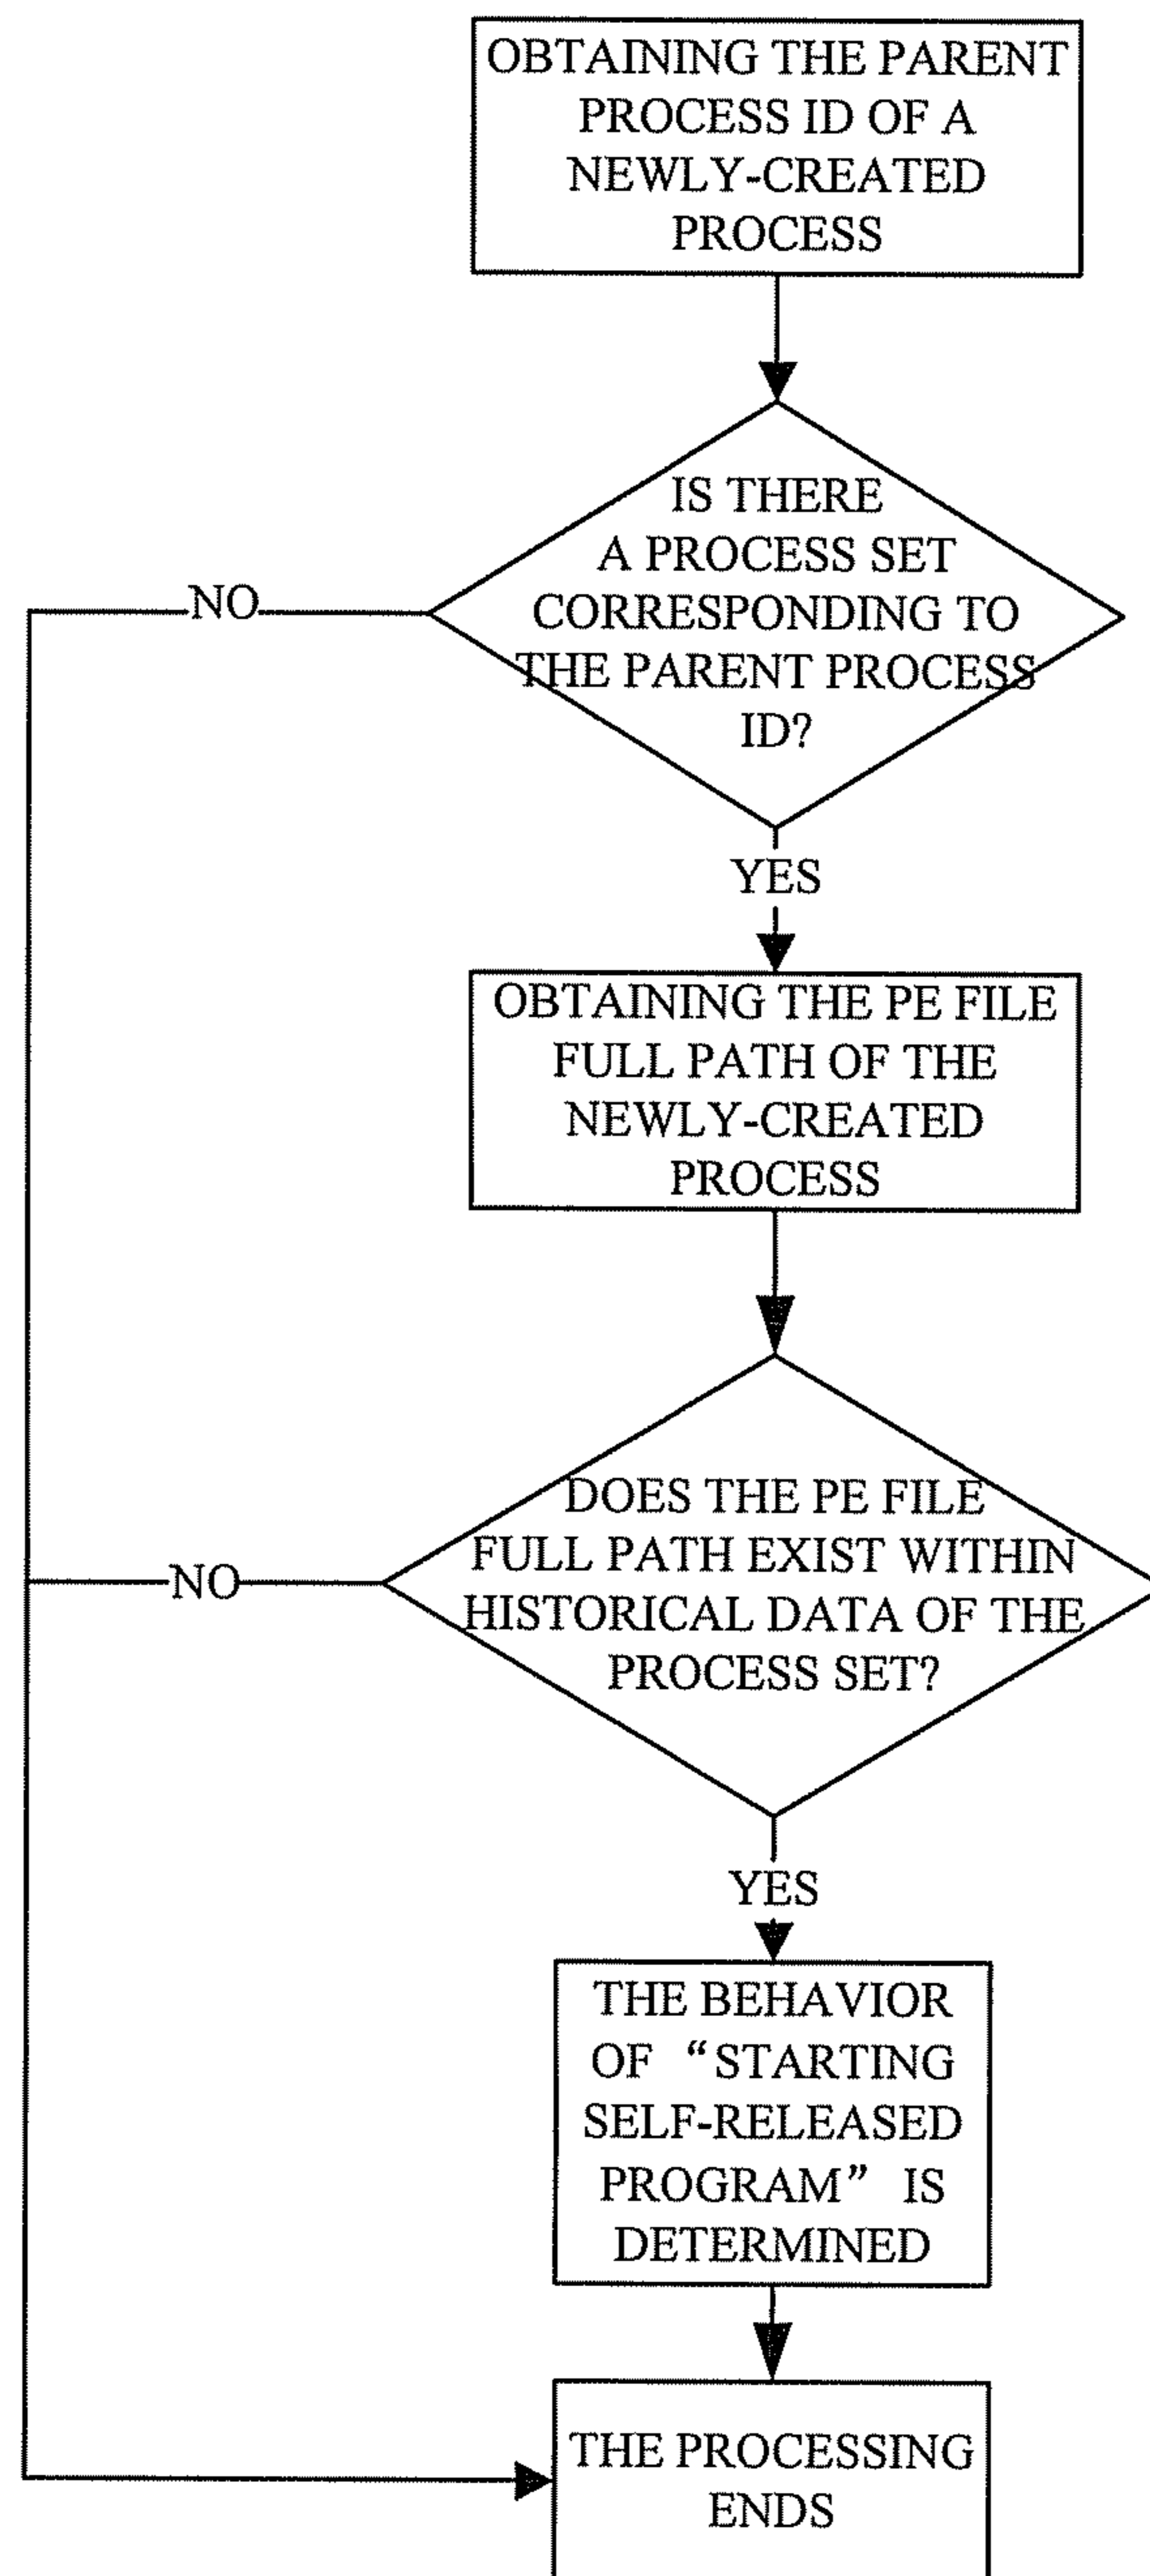 OBTAINING THE PARENT
PROCESS ID OF A
NEWLY-CREATED
PROCESS
IS THERE
A PROCESS SET
CORRESPONDING TO
THE PARENT PROCESS
ID?
NO
YES
OBTAINING THE PE FILE
FULL PATH OF THE
NEWLY-CREATED
PROCESS
DOES THE PE FILE
FULL PATH EXIST WITHIN
HISTORICAL DATA OF THE
PROCESS SET?
NO
YES
THE BEHAVIOR
OF “STARTING
SELF-RELEASED
PROGRAM” IS
DETERMINED
THE PROCESSING
ENDS